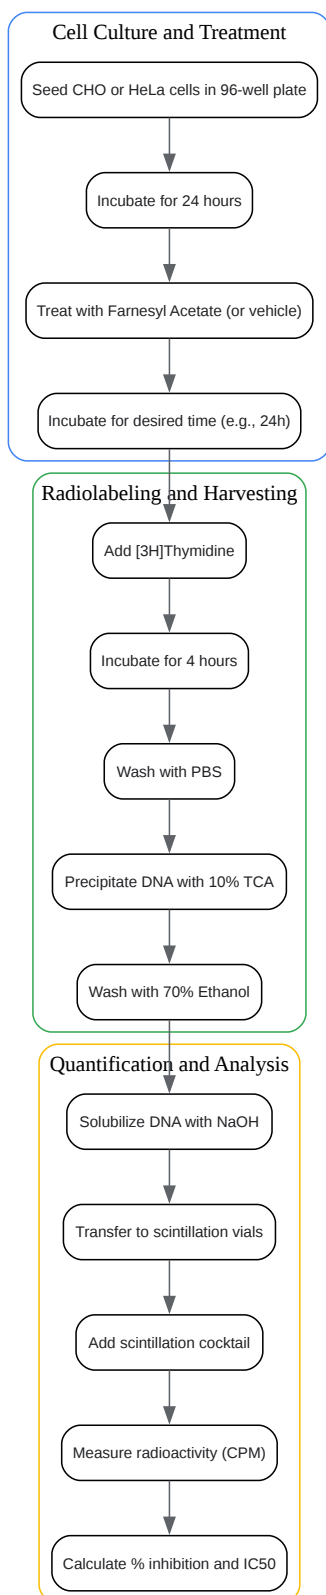 Cell Culture and Treatment
Seed CHO or HeLa cells in 96-well plate
Incubate for 24 hours
Treat with Farnesyl Acetate (or vehicle)
Incubate for desired time (e.g., 24h)
Radiolabeling and Harvesting
Add [3H]Thymidine
Incubate for 4 hours
Wash with PBS
Precipitate DNA with 10% TCA
Wash with 70% Ethanol
Quantification and Analysis
Solubilize DNA with NaOH
Transfer to scintillation vials
Add scintillation cocktail
Measure radioactivity (CPM)
Calculate % inhibition and IC50